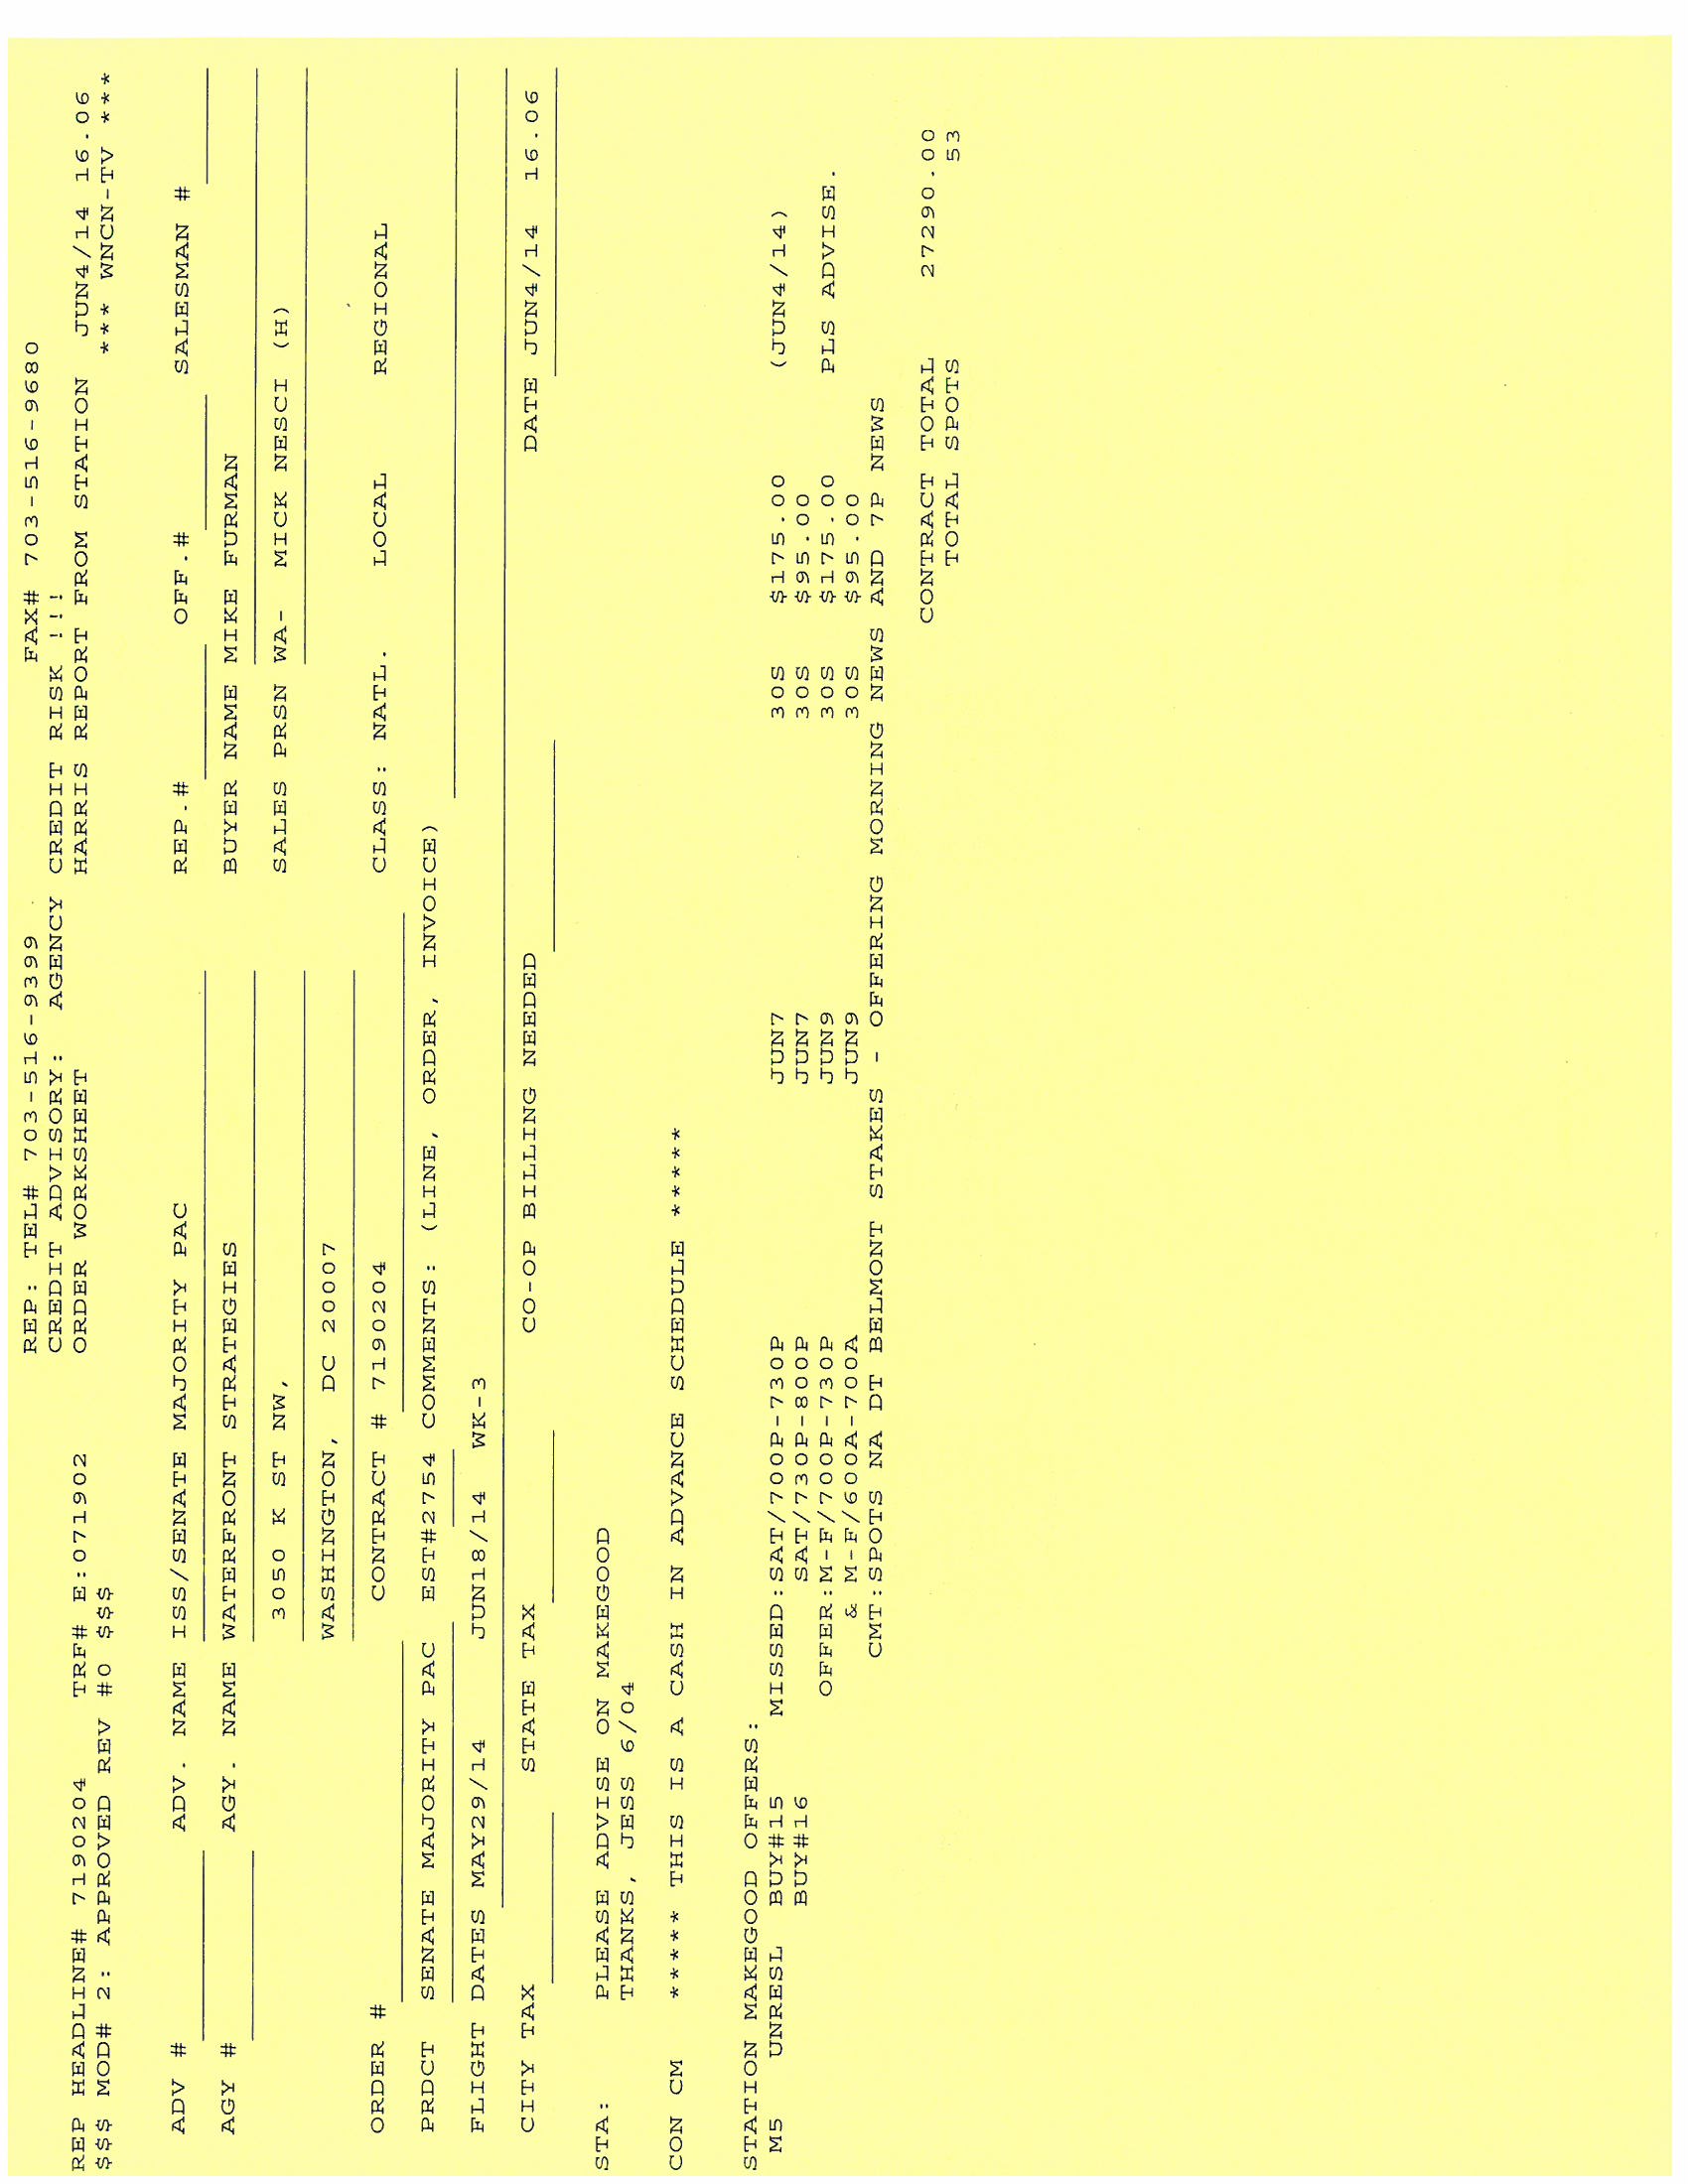 REP: TEL# 703-516-9399 FAX# 703-516-9680
CREDIT ADVISORY: AGENCY CREDIT RISK !!!
REP HEADLINE# 7190204 TRF# E:071902 ORDER WORKSHEET HARRIS REPORT FROM STATION JUN4/14 16.06
$$$ MOD# 2: APPROVED REV #0 $$$ *** WNCN-TV ***
ADV # ADV. NAME ISS/SENATE MAJORITY PAC REP.# OFF.# SALESMAN #
AGY # AGY. NAME WATERFRONT STRATEGIES BUYER NAME MIKE FURMAN
3050 K ST NW, SALES PRSN WA- MICK NESCI (H)
WASHINGTON, DC 20007
ORDER # CONTRACT # 7190204 CLASS: NATL. LOCAL REGIONAL
PRDCT SENATE MAJORITY PAC EST#2754 COMMENTS: (LINE, ORDER, INVOICE)
FLIGHT DATES MAY29/14 JUN18/14 WK-3
CITY TAX STATE TAX CO-OP BILLING NEEDED DATE JUN4/14 16.06
STA: PLEASE ADVISE ON MAKEGOOD
THANKS, JESS 6/04
CON CM ***** THIS IS A CASH IN ADVANCE SCHEDULE *****
STATION MAKEGOOD OFFERS:
M5 UNRESL BUY#15 MISSED:SAT/700P-730P JUN7 30S $175.00 (JUN4/14)
BUY#16 SAT/730P-800P JUN7 30S $95.00
OFFER:M-F/700P-730P JUN9 30S $175.00 PLS ADVISE.
& M-F/600A-700A JUN9 30S $95.00
CMT:SPOTS NA DT BELMONT STAKES - OFFERING MORNING NEWS AND 7P NEWS
CONTRACT TOTAL 27290.00
TOTAL SPOTS 53